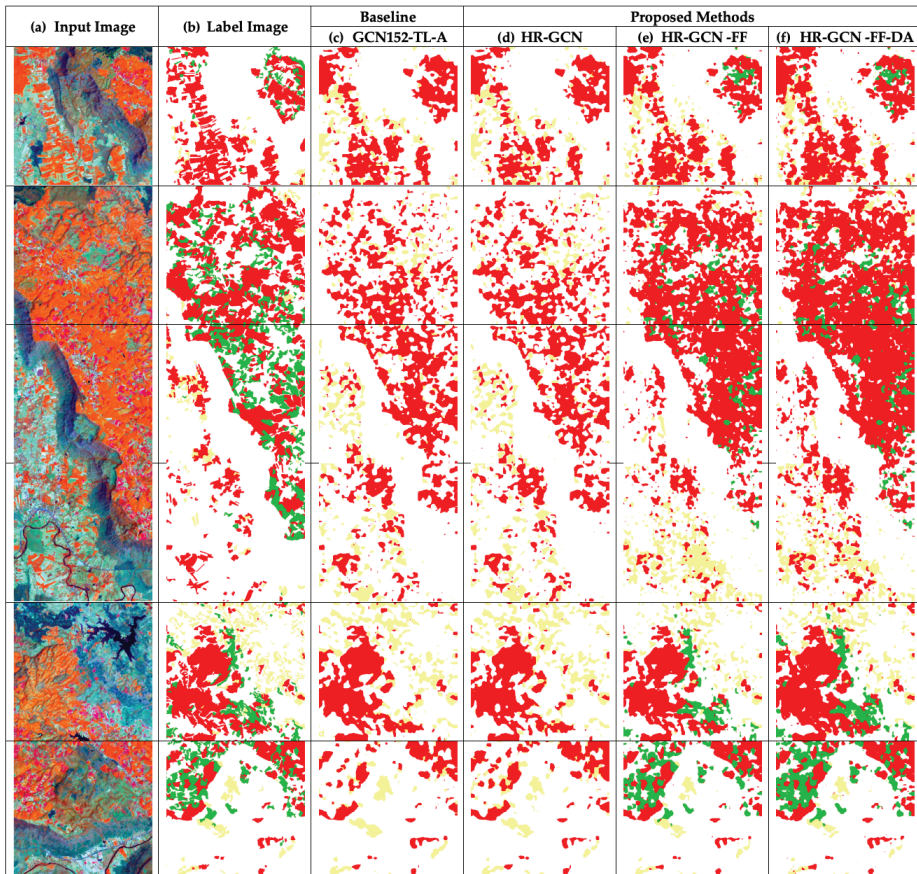 Baseline
Proposed Methods
(a) Input Image
(b) Label Image
(c) GCN152-TL-A
(d) HR-GCN
(e) HR-GCN -FF
(f) HR-GCN -FF-DA